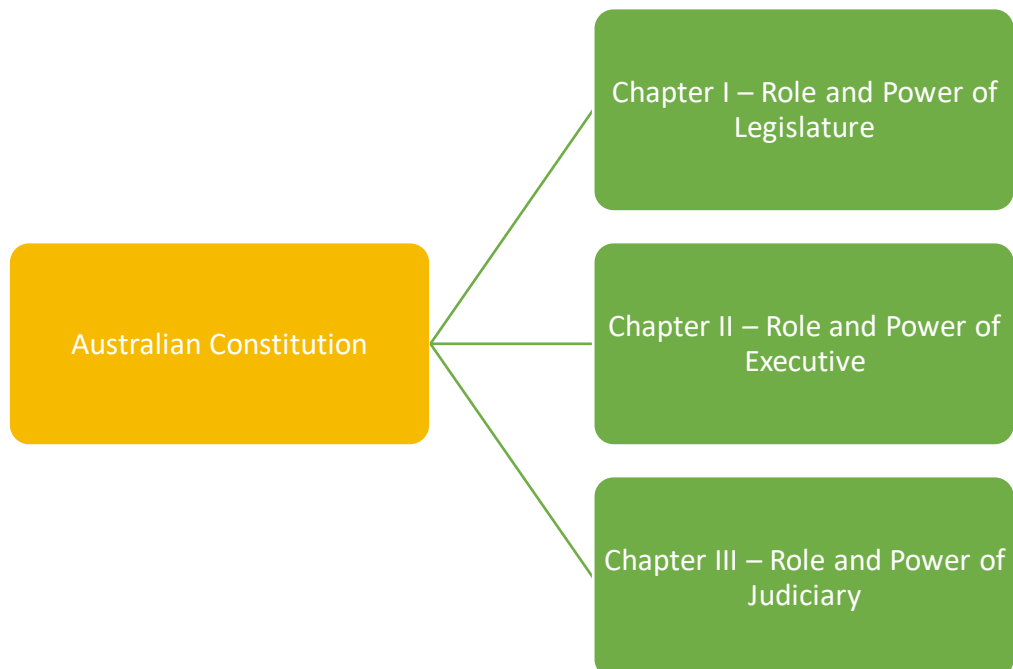 Chapter I – Role and Power of
Legislature
Australian Constitution
Chapter II – Role and Power of
Executive
Chapter III – Role and Power of
Judiciary